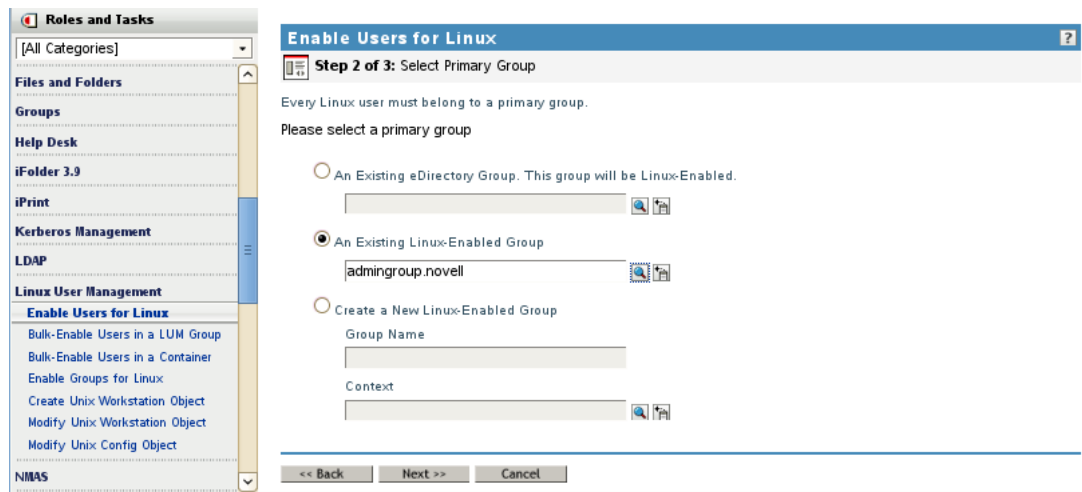 Roles and Tasks
[All Categories]
Files and Folders
Groups
Help Desk
iFolder 3.9
iPrint
Kerberos Management
LDAP
Linux User Management
Enable Users for Linux
Bulk-Enable Users in a LUM Group
Bulk-Enable Users in a Container
Enable Groups for Linux
Create Unix Workstation Object
Modify Unix Workstation Object
Modify Unix Config Object
NMAS
Enable Users for Linux
?
Step 2 of 3: Select Primary Group
Every Linux user must belong to a primary group.
Please select a primary group
An Existing eDirectory Group. This group will be Linux-Enabled.
An Existing Linux-Enabled Group
admingroup.novell
Create a New Linux-Enabled Group
Group Name
Context
<< Back
Next >>
Cancel